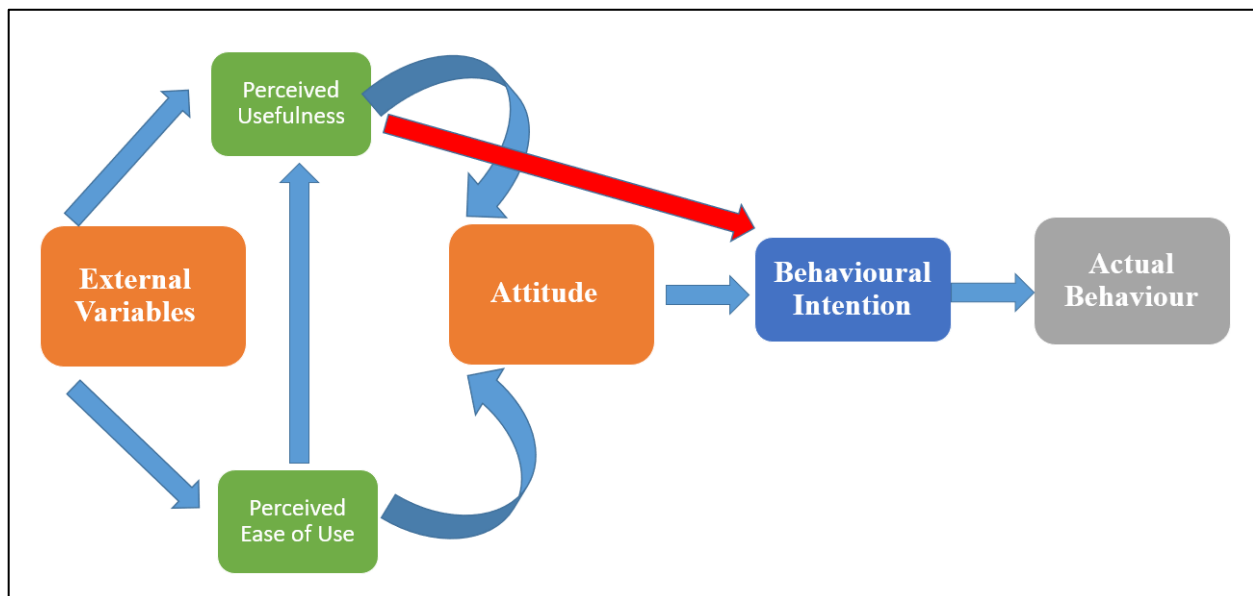 Perceived
Usefulness
External
Variables
Attitude
Behavioural
Intention
Actual
Behaviour
Perceived
Ease of Use